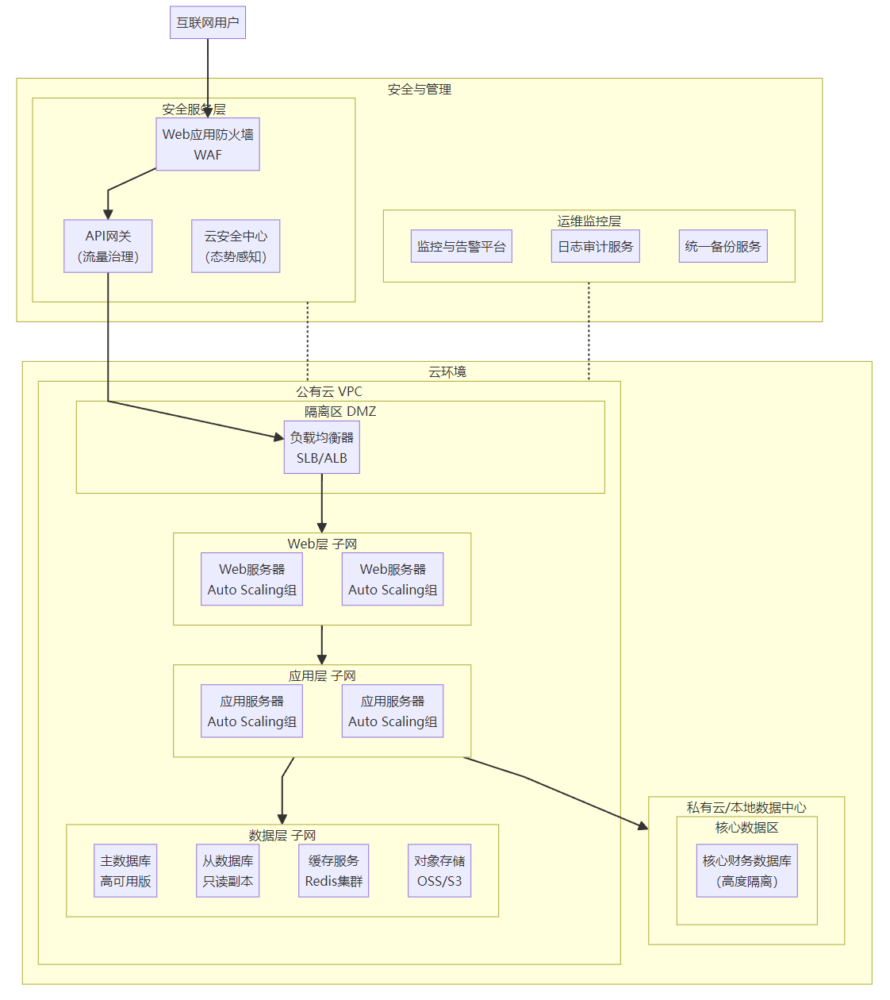 互联网用户
安全与管理
安全服务层
Web应用防火墙
WAF
API网关
（流量治理）
云安全中心
（态势感知）
运维监控层
监控与告警平台
日志审计服务
统一备份服务
云环境
公有云 VPC
隔离区 DMZ
负载均衡器
SLB/ALB
Web层 子网
Web服务器
Auto Scaling组
Web服务器
Auto Scaling组
应用层 子网
应用服务器
Auto Scaling组
应用服务器
Auto Scaling组
数据层 子网
主数据库
高可用版
从数据库
只读副本
缓存服务
Redis集群
对象存储
OSS/S3
私有云/本地数据中心
核心数据区
核心财务数据库
（高度隔离）